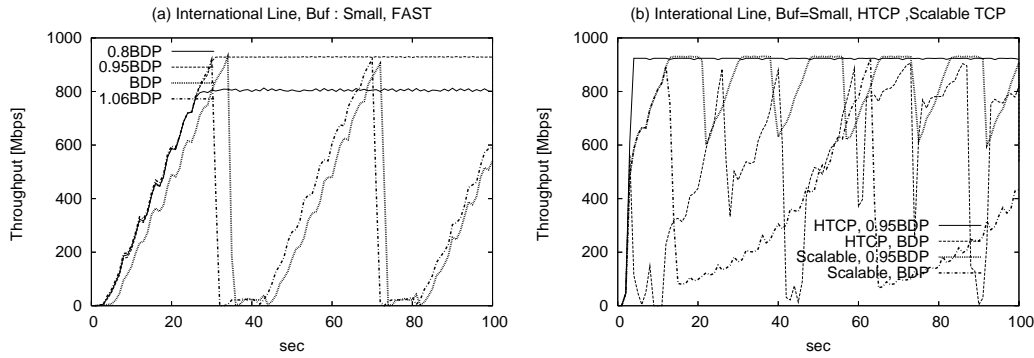 (a) International Line, Buf : Small, FAST
1000
800
600
400
200
0
0 20 40 60 80 100
Throughput [Mbps]
sec
0.8BDP
0.95BDP
BDP
1.06BDP
(b) Interational Line, Buf=Small, HTCP ,Scalable TCP
1000
800
600
400
200
0
0 20 40 60 80 100
Throughput [Mbps]
sec
HTCP, 0.95BDP
HTCP, BDP
Scalable, 0.95BDP
Scalable, BDP